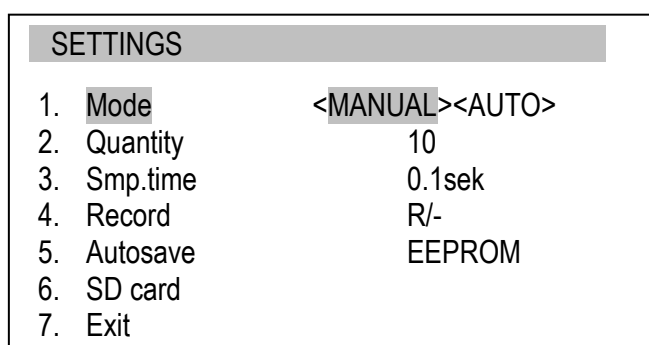 SETTINGS
1. Mode <MANUAL><AUTO>
2. Quantity 10
3. Smp.time 0.1sek
4. Record R/-
5. Autosave EEPROM
6. SD card
7. Exit